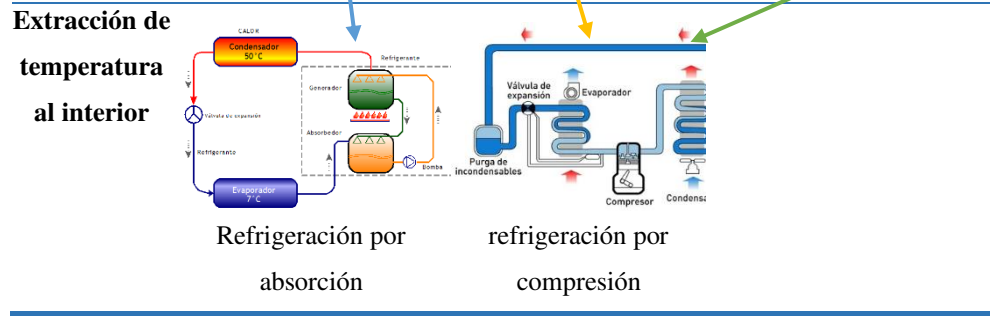 Extracción de
temperatura
al interior
CALOR
Condensador
50°C
Refrigerante
Generador
Válvula de expansión
Absorbedor
Refrigerante
Bomba
Evaporador
7°C
Refrigeración por
absorción
Válvula de
expansión
Evaporador
Purga de
incondensables
Compresor
Condensa
refrigeración por
compresión